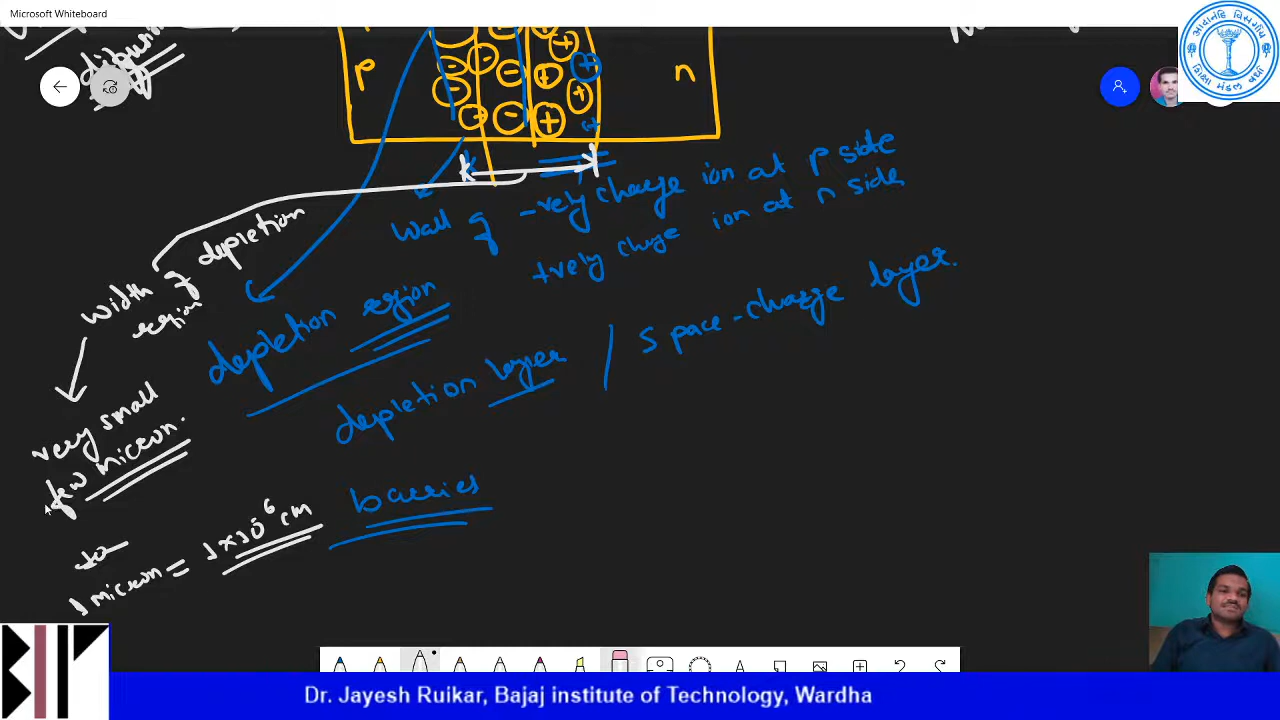 Microsoft Whiteboard
p
n
Wall of -vely charge ion at p side
+vely charge ion at n side
width of depletion
region
depletion region
depletion layer / space-charge layer.
very small
few micron.
barries
1 micron = 1×10^6 cm
Dr. Jayesh Ruikar, Bajaj institute of Technology, Wardha